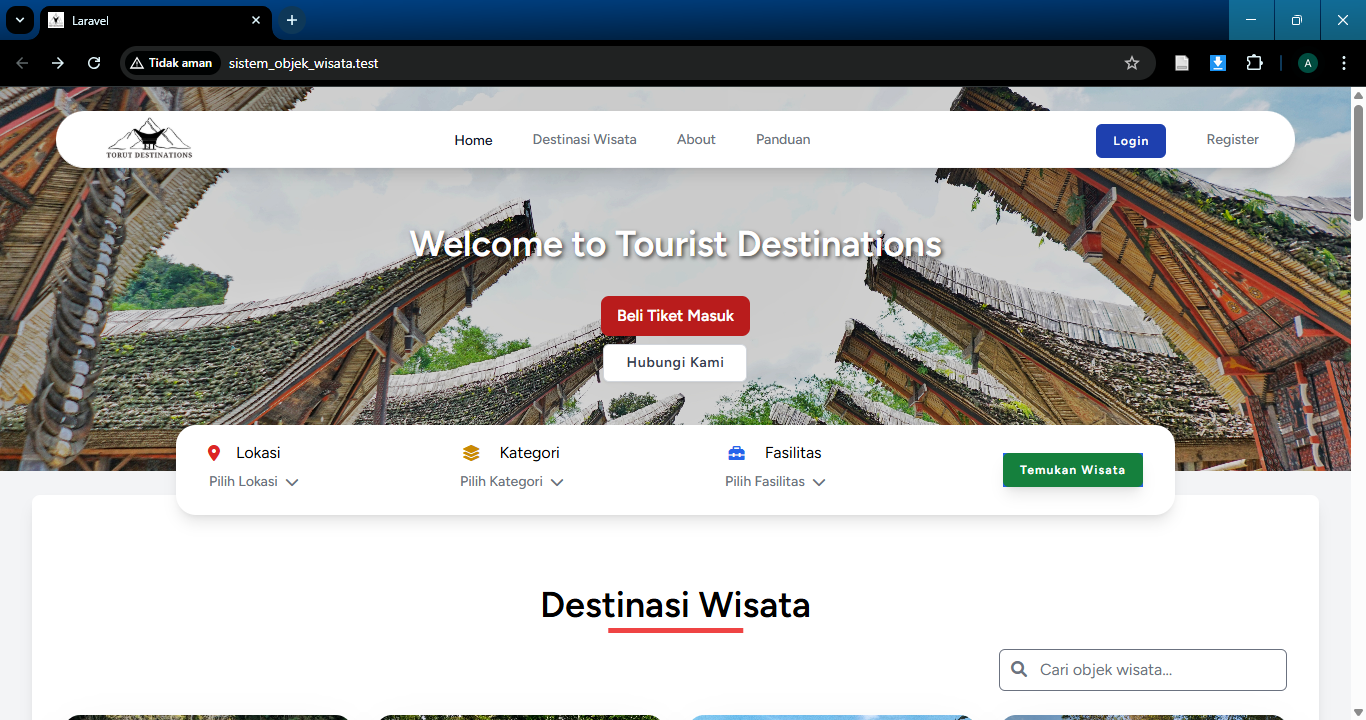 Laravel
Tidak aman
sistem_objek_wisata.test
A
TORUT DESTINATIONS
Home
Destinasi Wisata
About
Panduan
Login
Register
Welcome to Tourist Destinations
Beli Tiket Masuk
Hubungi Kami
Lokasi
Kategori
Fasilitas
Pilih Lokasi
Pilih Kategori
Pilih Fasilitas
Temukan Wisata
Destinasi Wisata
Cari objek wisata...